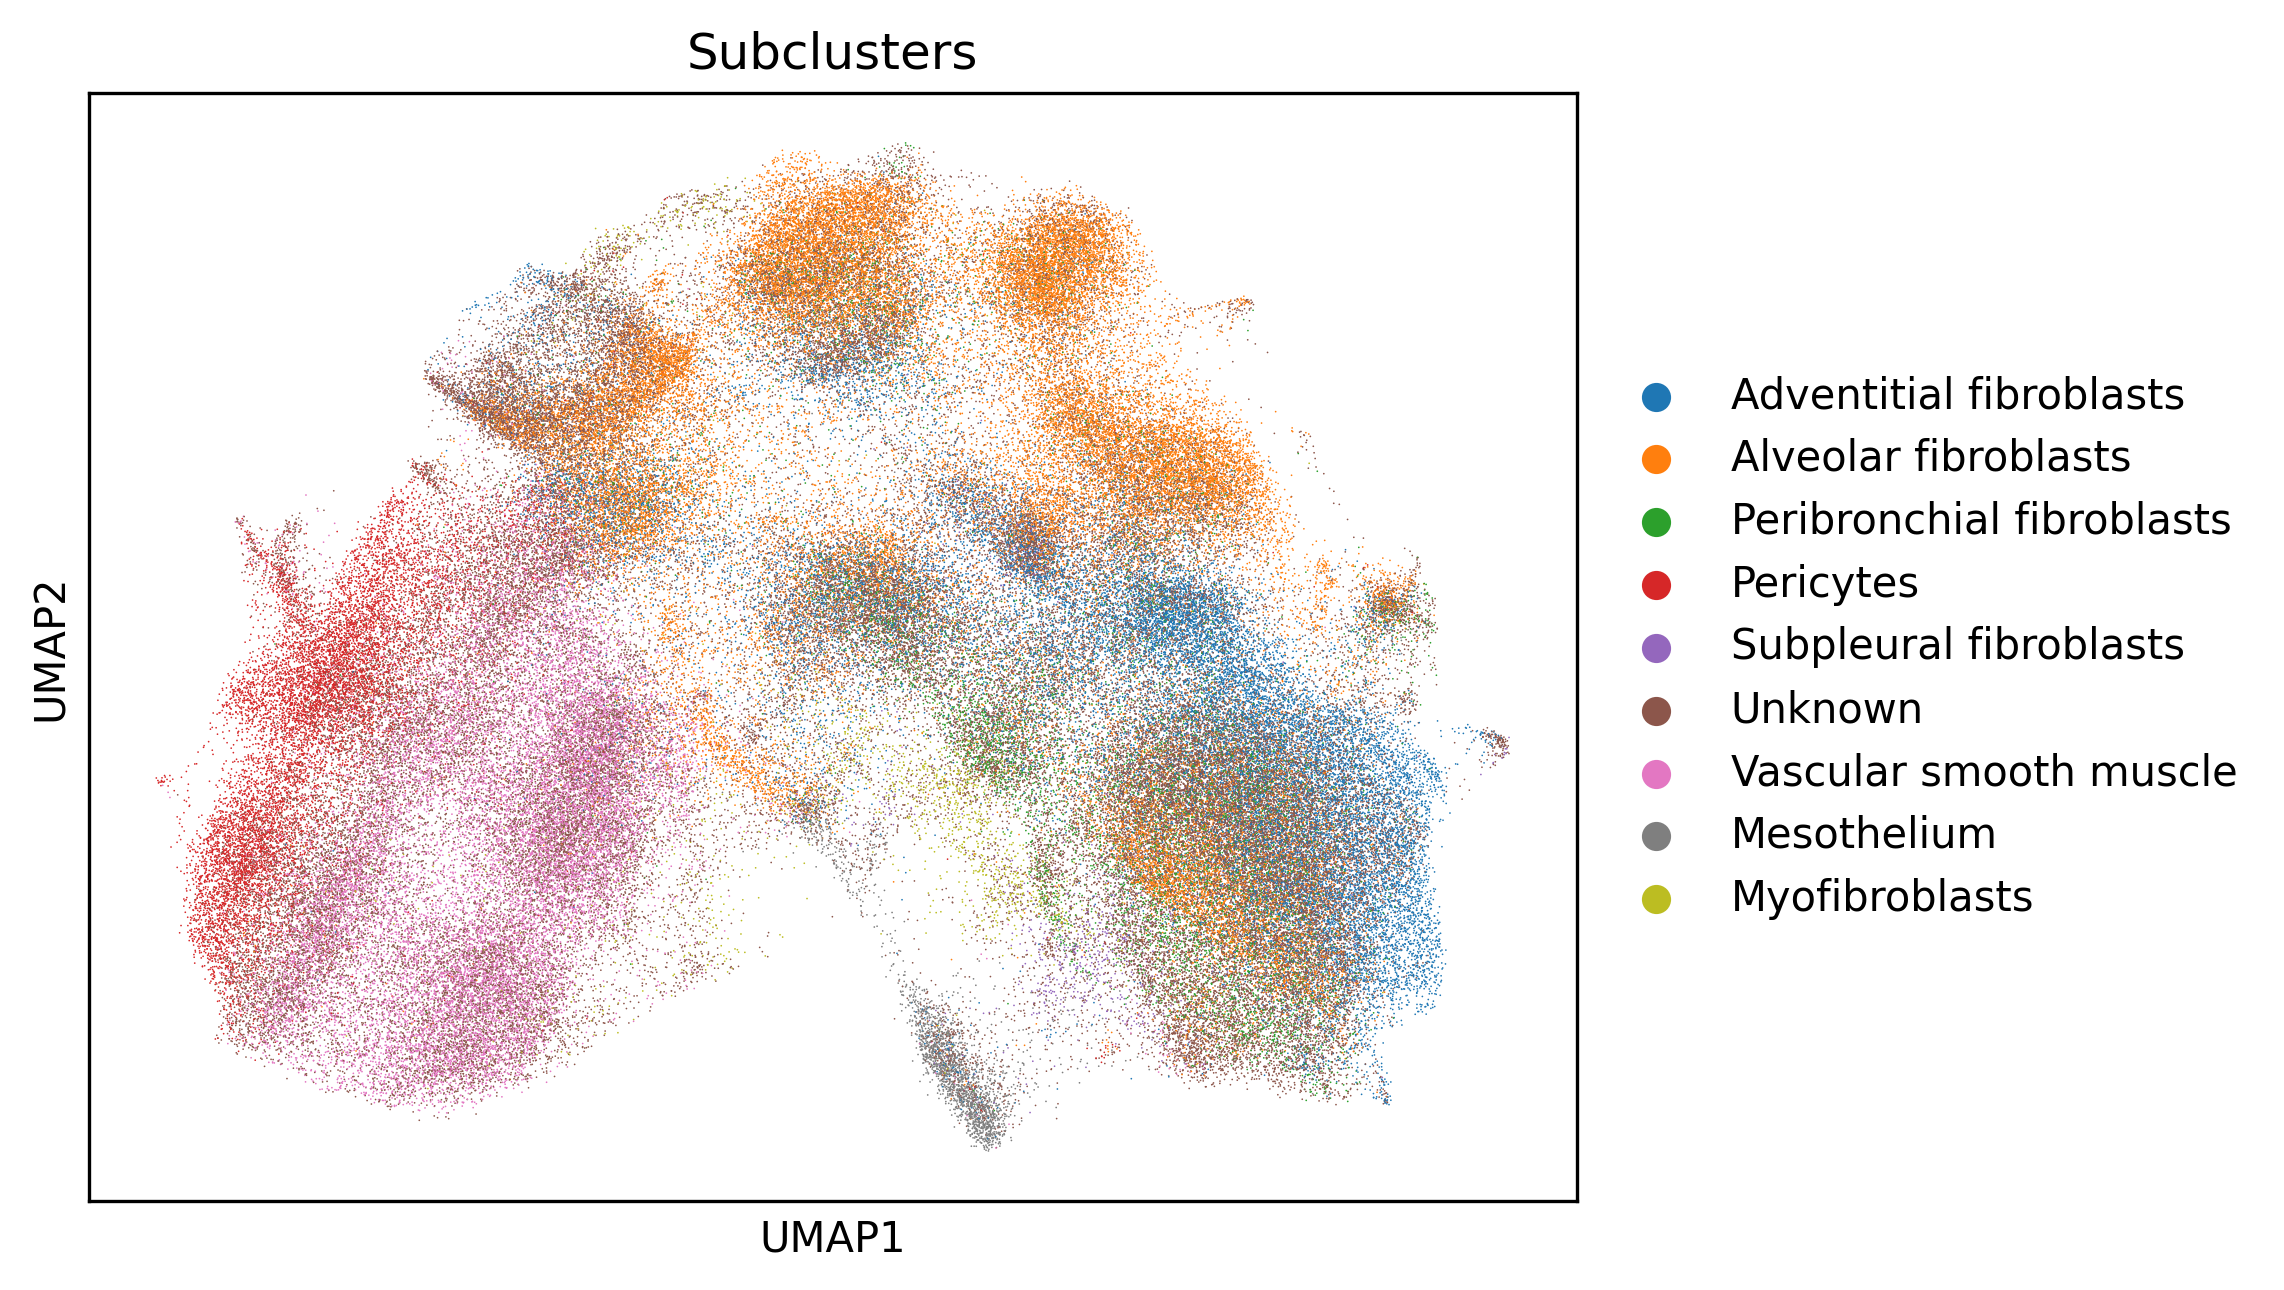 Subclusters
UMAP2
UMAP1
Adventitial fibroblasts
Alveolar fibroblasts
Peribronchial fibroblasts
Pericytes
Subpleural fibroblasts
Unknown
Vascular smooth muscle
Mesothelium
Myofibroblasts